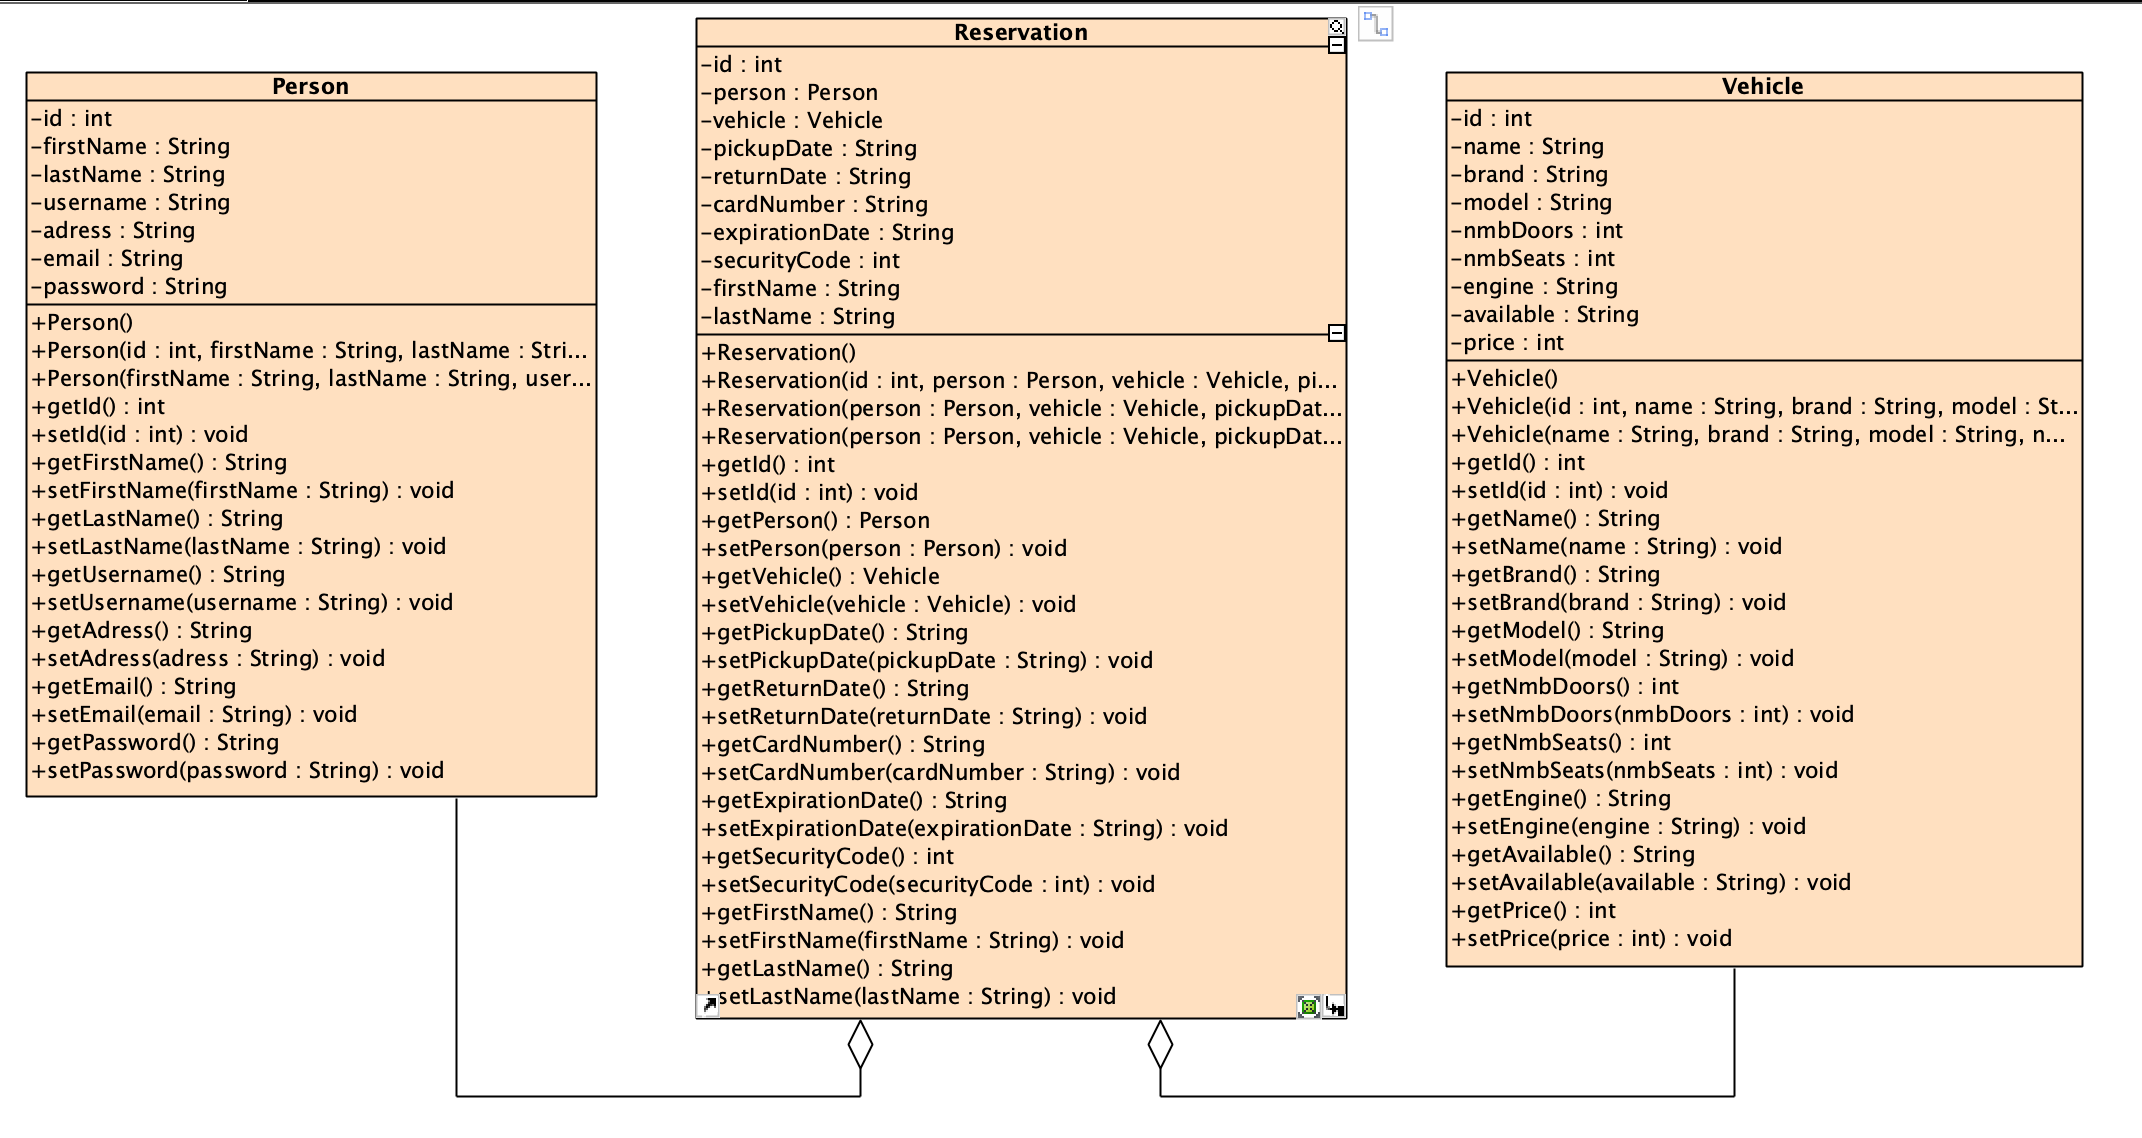 Person
-id : int
-firstName : String
-lastName : String
-username : String
-adress : String
-email : String
-password : String
+Person()
+Person(id : int, firstName : String, lastName : Stri...
+Person(firstName : String, lastName : String, user...
+getId() : int
+setId(id : int) : void
+getFirstName() : String
+setFirstName(firstName : String) : void
+getLastName() : String
+setLastName(lastName : String) : void
+getUsername() : String
+setUsername(username : String) : void
+getAdress() : String
+setAdress(adress : String) : void
+getEmail() : String
+setEmail(email : String) : void
+getPassword() : String
+setPassword(password : String) : void
Reservation
-id : int
-person : Person
-vehicle : Vehicle
-pickupDate : String
-returnDate : String
-cardNumber : String
-expirationDate : String
-securityCode : int
-firstName : String
-lastName : String
+Reservation()
+Reservation(id : int, person : Person, vehicle : Vehicle, pi...
+Reservation(person : Person, vehicle : Vehicle, pickupDat...
+Reservation(person : Person, vehicle : Vehicle, pickupDat...
+getId() : int
+setId(id : int) : void
+getPerson() : Person
+setPerson(person : Person) : void
+getVehicle() : Vehicle
+setVehicle(vehicle : Vehicle) : void
+getPickupDate() : String
+setPickupDate(pickupDate : String) : void
+getReturnDate() : String
+setReturnDate(returnDate : String) : void
+getCardNumber() : String
+setCardNumber(cardNumber : String) : void
+getExpirationDate() : String
+setExpirationDate(expirationDate : String) : void
+getSecurityCode() : int
+setSecurityCode(securityCode : int) : void
+getFirstName() : String
+setFirstName(firstName : String) : void
+getLastName() : String
setLastName(lastName : String) : void
Vehicle
-id : int
-name : String
-brand : String
-model : String
-nmbDoors : int
-nmbSeats : int
-engine : String
-available : String
-price : int
+Vehicle()
+Vehicle(id : int, name : String, brand : String, model : St...
+Vehicle(name : String, brand : String, model : String, n...
+getId() : int
+setId(id : int) : void
+getName() : String
+setName(name : String) : void
+getBrand() : String
+setBrand(brand : String) : void
+getModel() : String
+setModel(model : String) : void
+getNmbDoors() : int
+setNmbDoors(nmbDoors : int) : void
+getNmbSeats() : int
+setNmbSeats(nmbSeats : int) : void
+getEngine() : String
+setEngine(engine : String) : void
+getAvailable() : String
+setAvailable(available : String) : void
+getPrice() : int
+setPrice(price : int) : void